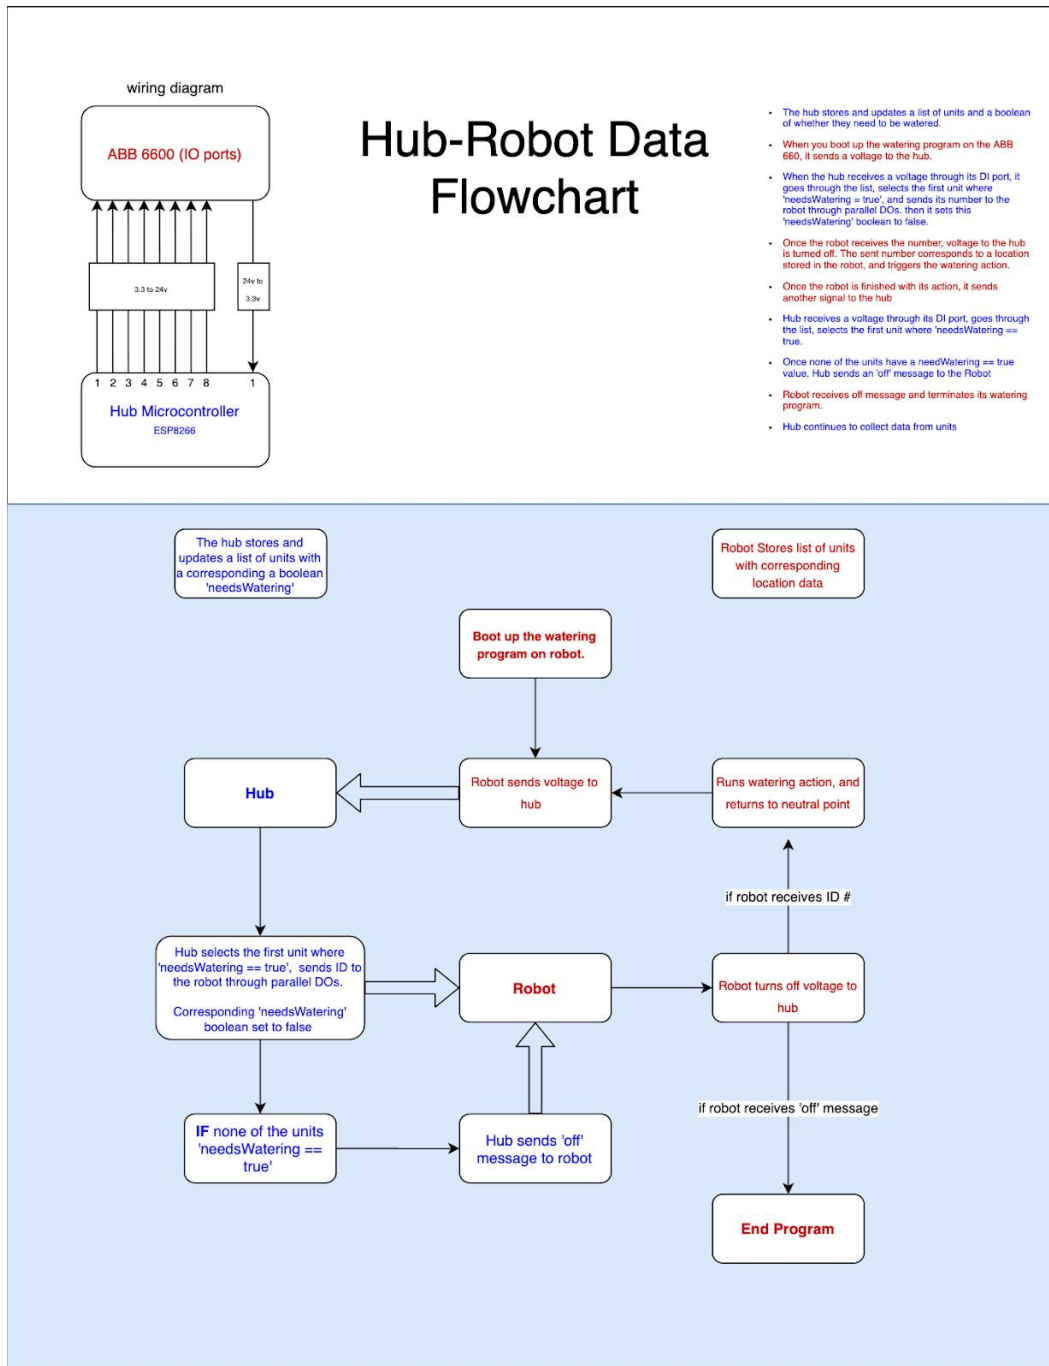 wiring diagram
ABB 6600 (IO ports)
3.3 to 24v
24v to
3.3v
1 2 3 4 5 6 7 8 1
Hub Microcontroller
ESP8266
Hub-Robot Data
Flowchart
• The hub stores and updates a list of units and a boolean
of whether they need to be watered.
• When you boot up the watering program on the ABB
660, it sends a voltage to the hub.
• When the hub receives a voltage through its DI port, it
goes through the list, selects the first unit where
'needsWatering = true', and sends its number to the
robot through parallel DOs. then it sets this
'needsWatering' boolean to false.
• Once the robot receives the number, voltage to the hub
is turned off. The sent number corresponds to a location
stored in the robot, and triggers the watering action.
• Once the robot is finished with its action, it sends
another signal to the hub
• Hub receives a voltage through its DI port, goes through
the list, selects the first unit where 'needsWatering ==
true.
• Once none of the units have a needWatering == true
value, Hub sends an 'off' message to the Robot
• Robot receives off message and terminates its watering
program.
• Hub continues to collect data from units
The hub stores and
updates a list of units with
a corresponding a boolean
'needsWatering'
Robot Stores list of units
with corresponding
location data
Boot up the watering
program on robot.
Hub
Robot sends voltage to
hub
Runs watering action, and
returns to neutral point
if robot receives ID #
Hub selects the first unit where
'needsWatering == true', sends ID to
the robot through parallel DOs.
Corresponding 'needsWatering'
boolean set to false
Robot
Robot turns off voltage to
hub
if robot receives 'off' message
IF none of the units
'needsWatering ==
true'
Hub sends 'off'
message to robot
End Program